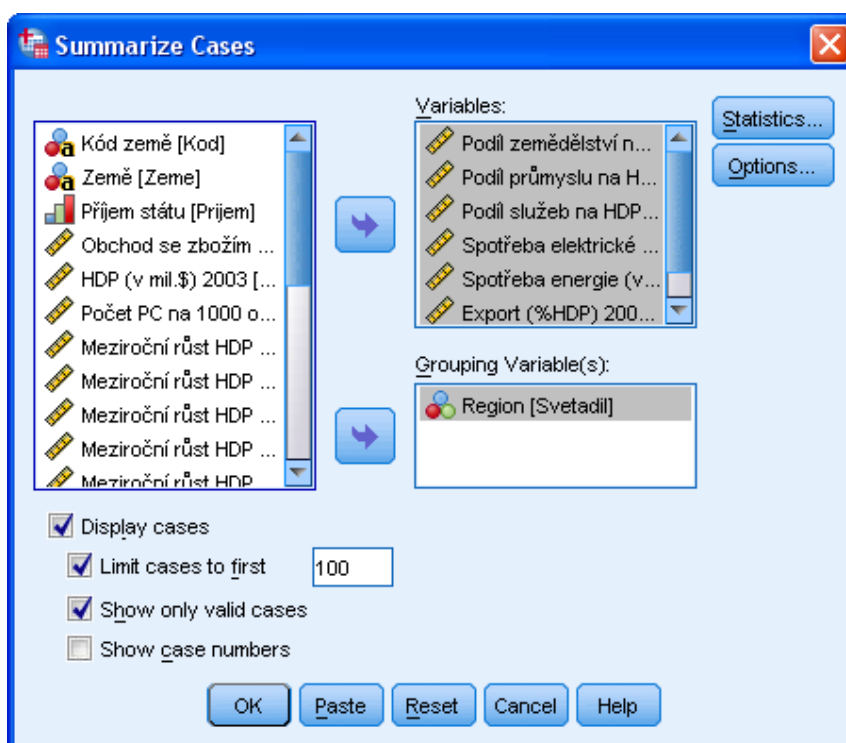 Summarize Cases
Kód země [Kod]
Země [Zeme]
Příjem státu [Prijem]
Obchod se zbožím ...
HDP (v mil.$) 2003 [...
Počet PC na 1000 o...
Meziroční růst HDP ...
Meziroční růst HDP ...
Meziroční růst HDP ...
Meziroční růst HDP ...
Meziroční růst HDP
Variables:
Podíl zemědělství n...
Podíl průmyslu na H...
Podíl služeb na HDP...
Spotřeba elektrické ...
Spotřeba energie (v...
Export (%HDP) 200...
Statistics...
Options...
Grouping Variable(s):
Region [Svetadil]
Display cases
Limit cases to first 100
Show only valid cases
Show case numbers
OK Paste Reset Cancel Help